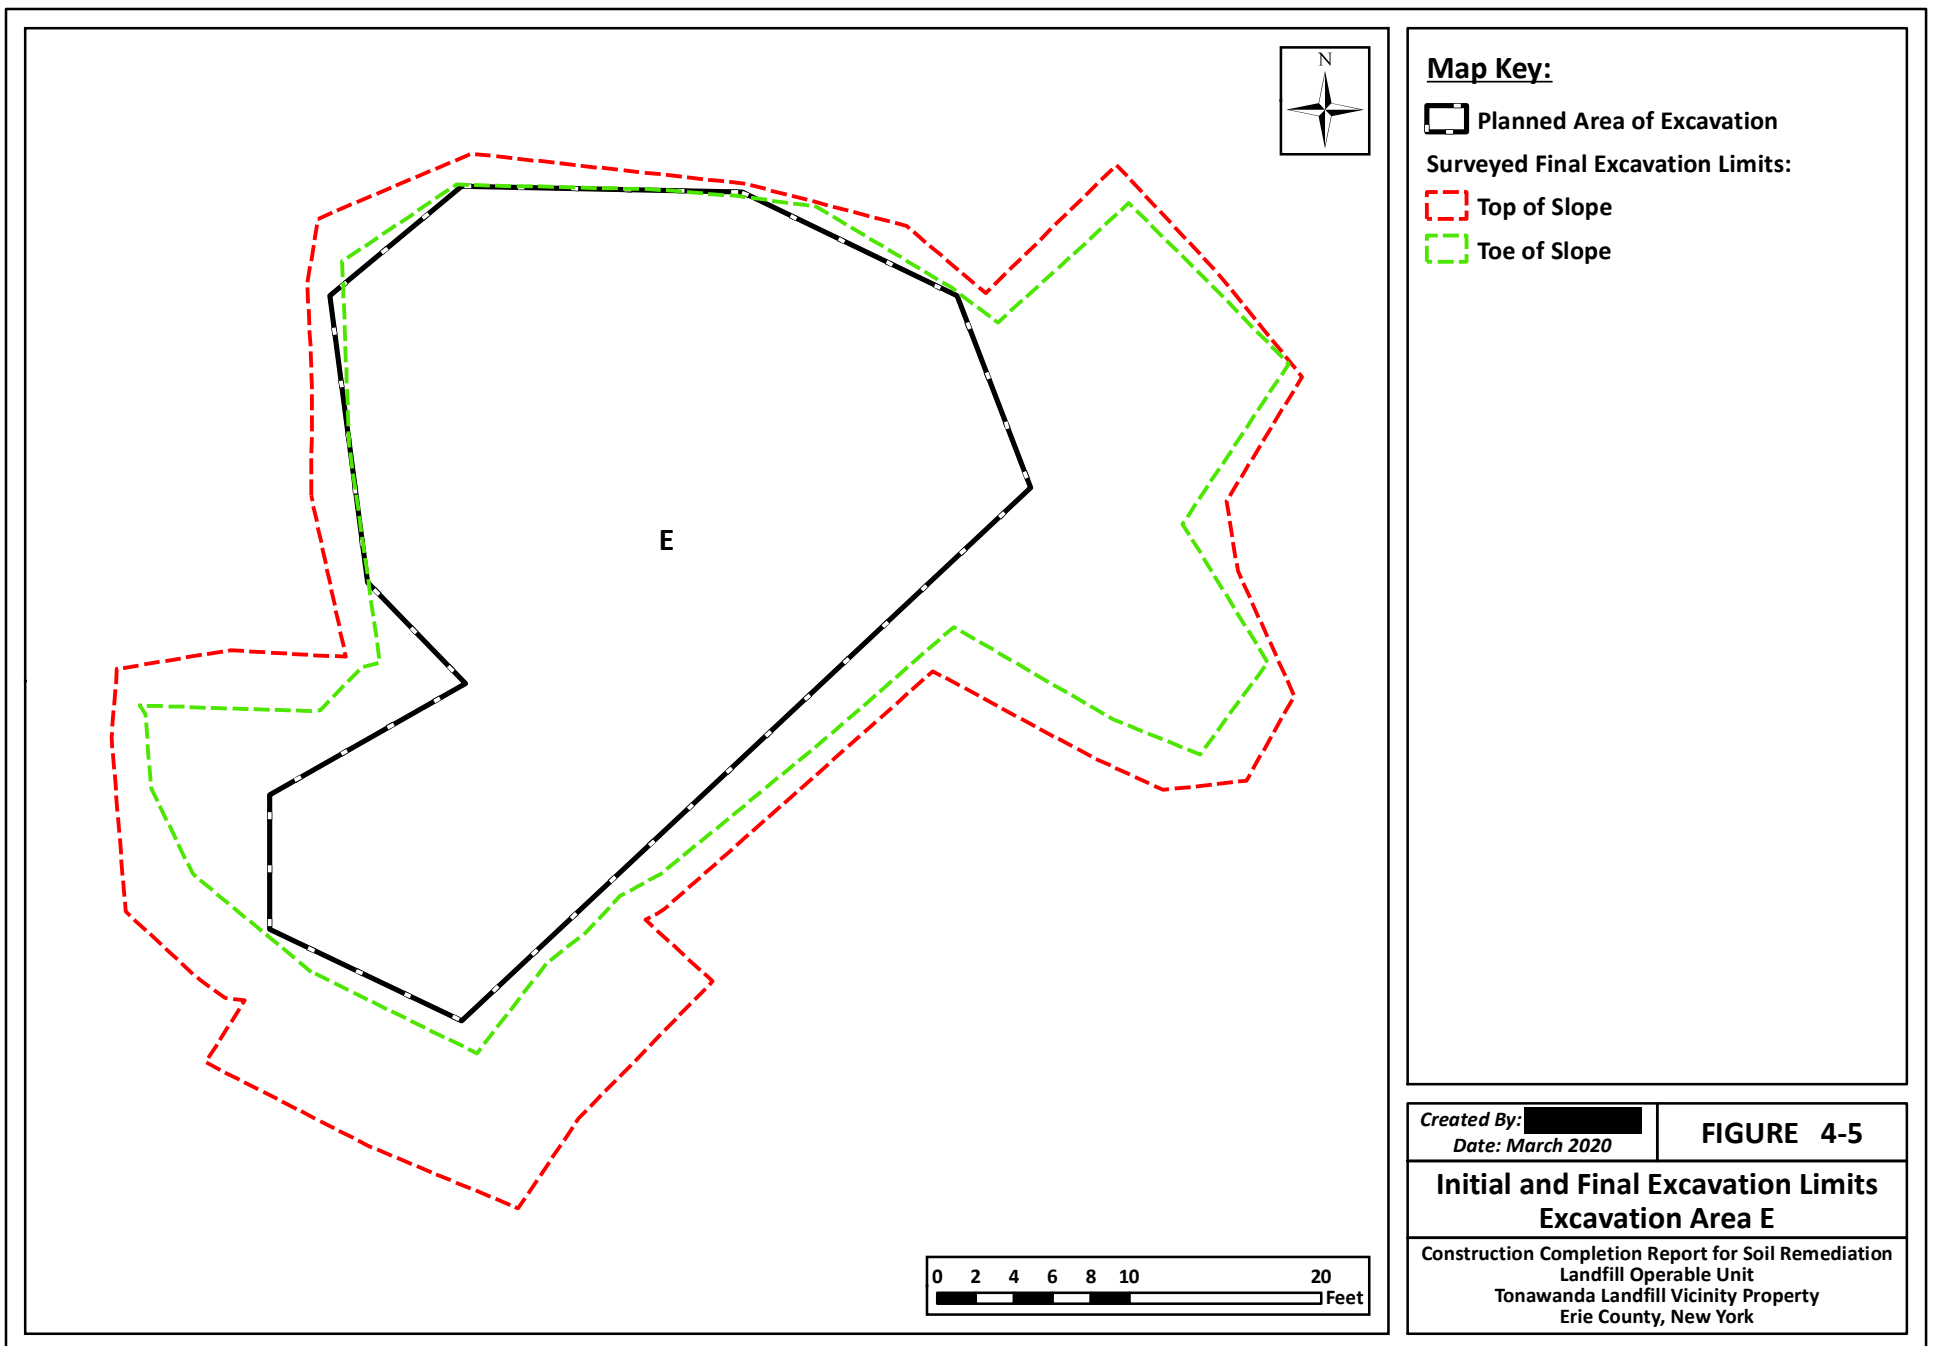 N
E
0 2 4 6 8 10 20
Feet
Map Key:
Planned Area of Excavation
Surveyed Final Excavation Limits:
Top of Slope
Toe of Slope
Created By:
Date: March 2020
FIGURE 4-5
Initial and Final Excavation Limits
Excavation Area E
Construction Completion Report for Soil Remediation
Landfill Operable Unit
Tonawanda Landfill Vicinity Property
Erie County, New York